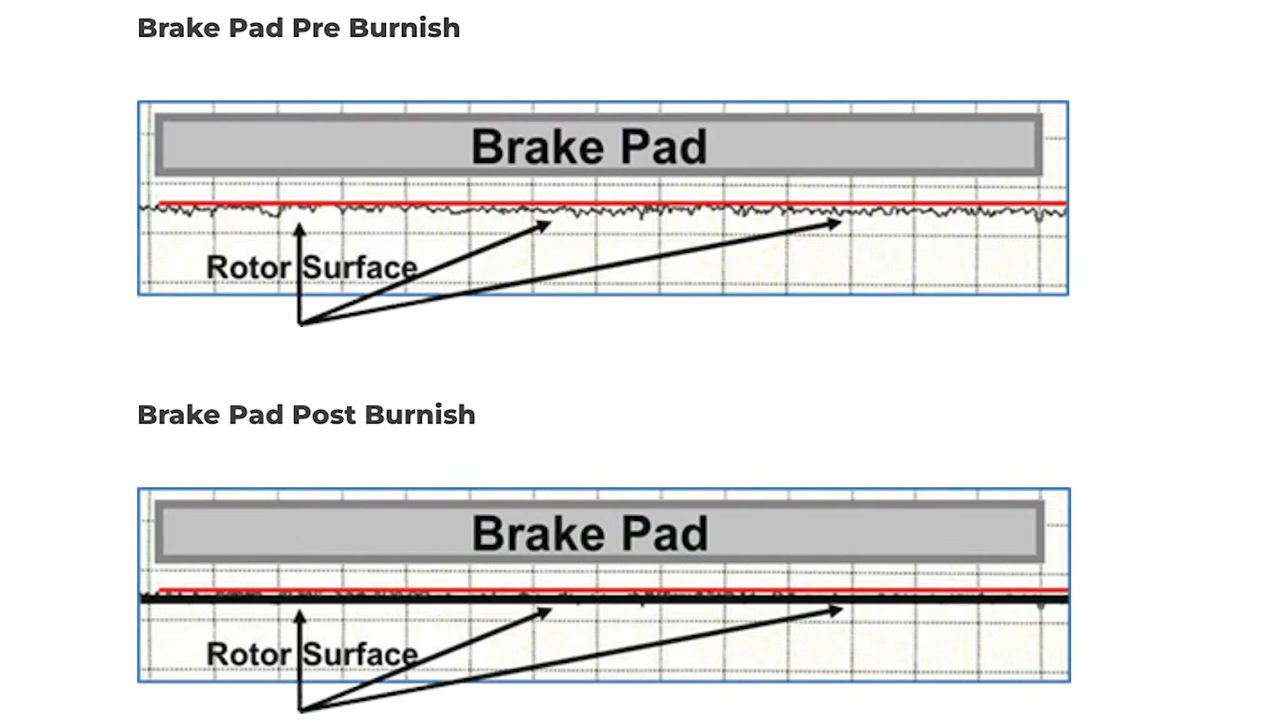 Brake Pad Pre Burnish
Brake Pad
Rotor Surface
Brake Pad Post Burnish
Brake Pad
Rotor Surface